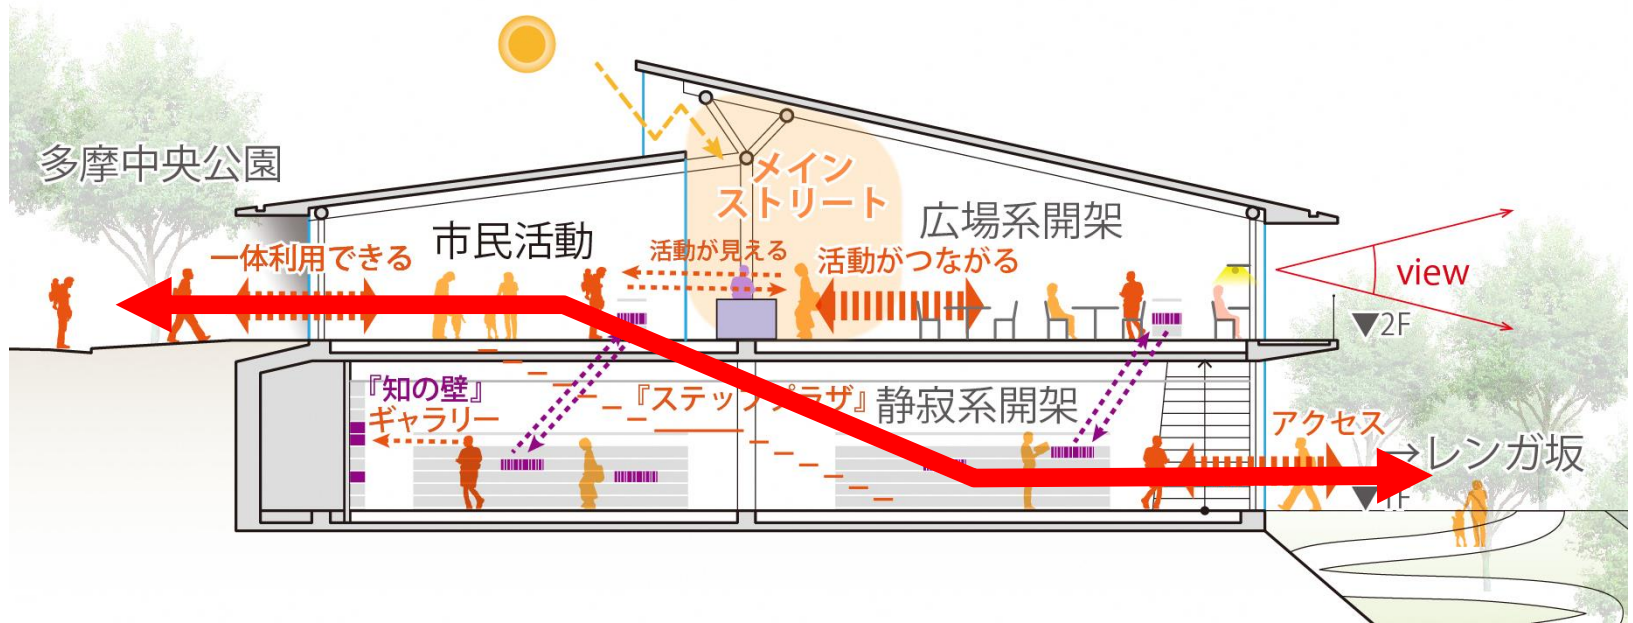 多摩中央公園
メイン
ストリート
市民活動
広場系開架
一体利用できる
活動が見える
活動がつながる
view
▼2F
『知の壁』
ギャラリー
『ステッププラザ』
静寂系開架
アクセス
→レンガ坂
▼1F